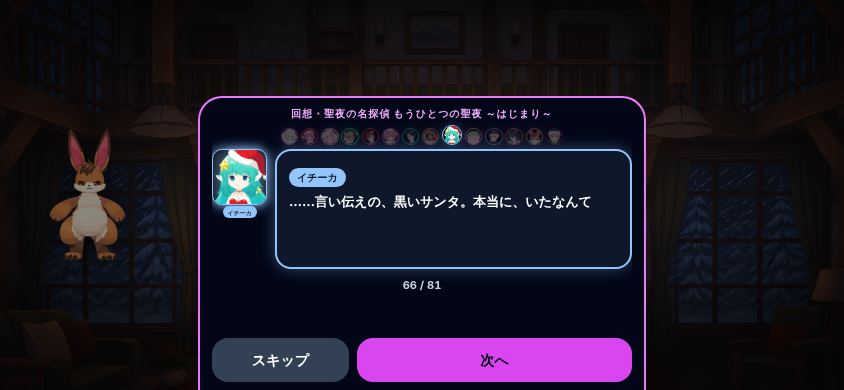 回想・聖夜の名探偵 もうひとつの聖夜 ～はじまり～
イチーカ
イチーカ
……言い伝えの、黒いサンタ。本当に、いたなんて
66 / 81
スキップ
次へ